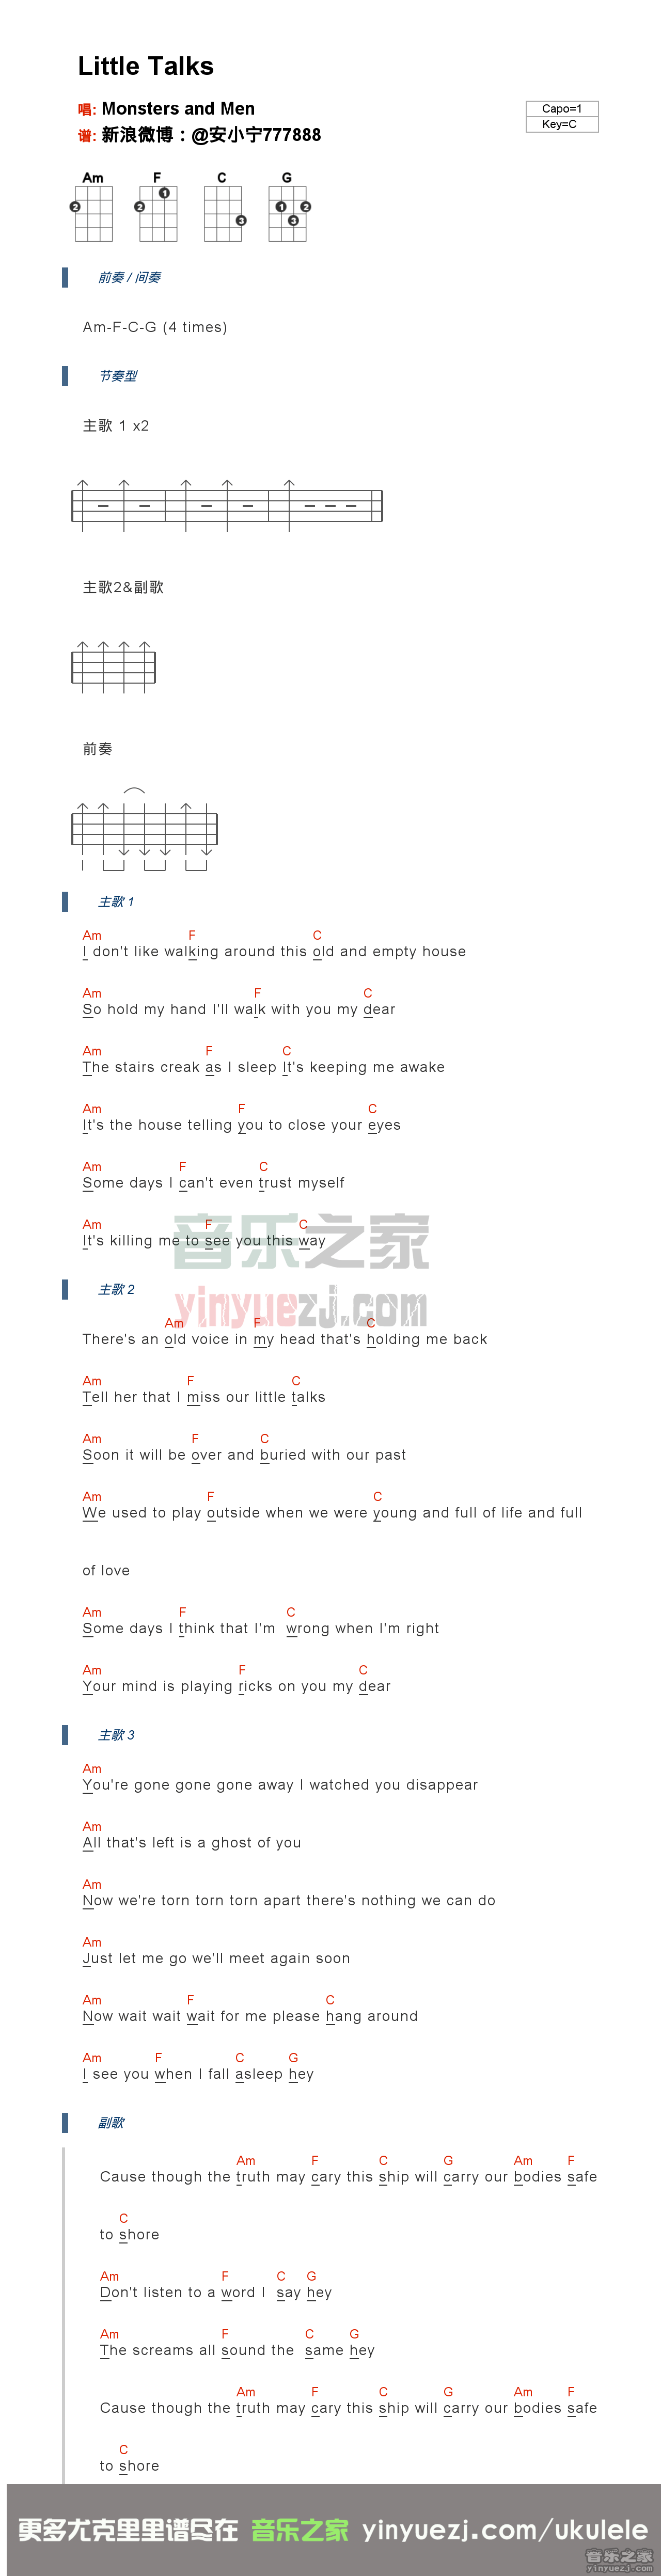 Little Talks
唱: Monsters and Men
谱: 新浪微博：@安小宁777888
Capo=1
Key=C
Am F C G
2 2 1 3 1 2 3
前奏 / 间奏
Am-F-C-G (4 times)
节奏型
主歌 1 x2
主歌2&副歌
前奏
主歌 1
Am F C
I don't like walking around this old and empty house
Am F C
So hold my hand I'll walk with you my dear
Am F C
The stairs creak as I sleep It's keeping me awake
Am F C
It's the house telling you to close your eyes
Am F C
Some days I can't even trust myself
Am F C
It's killing me to see you this way
音乐之家
yinyuezj.com
主歌 2
Am F C
There's an old voice in my head that's holding me back
Am F C
Tell her that I miss our little talks
Am F C
Soon it will be over and buried with our past
Am F C
We used to play outside when we were young and full of life and full
of love
Am F C
Some days I think that I'm wrong when I'm right
Am F C
Your mind is playing ricks on you my dear
主歌 3
Am
You're gone gone gone away I watched you disappear
Am
All that's left is a ghost of you
Am
Now we're torn torn torn apart there's nothing we can do
Am
Just let me go we'll meet again soon
Am F C
Now wait wait wait for me please hang around
Am F C G
I see you when I fall asleep hey
副歌
Am F C G Am F
Cause though the truth may cary this ship will carry our bodies safe
C
to shore
Am F C G
Don't listen to a word I say hey
Am F C G
The screams all sound the same hey
Am F C G Am F
Cause though the truth may cary this ship will carry our bodies safe
C
to shore
更多尤克里里谱尽在 音乐之家 yinyuezj.com/ukulele
音乐之家
yinyuezj.com